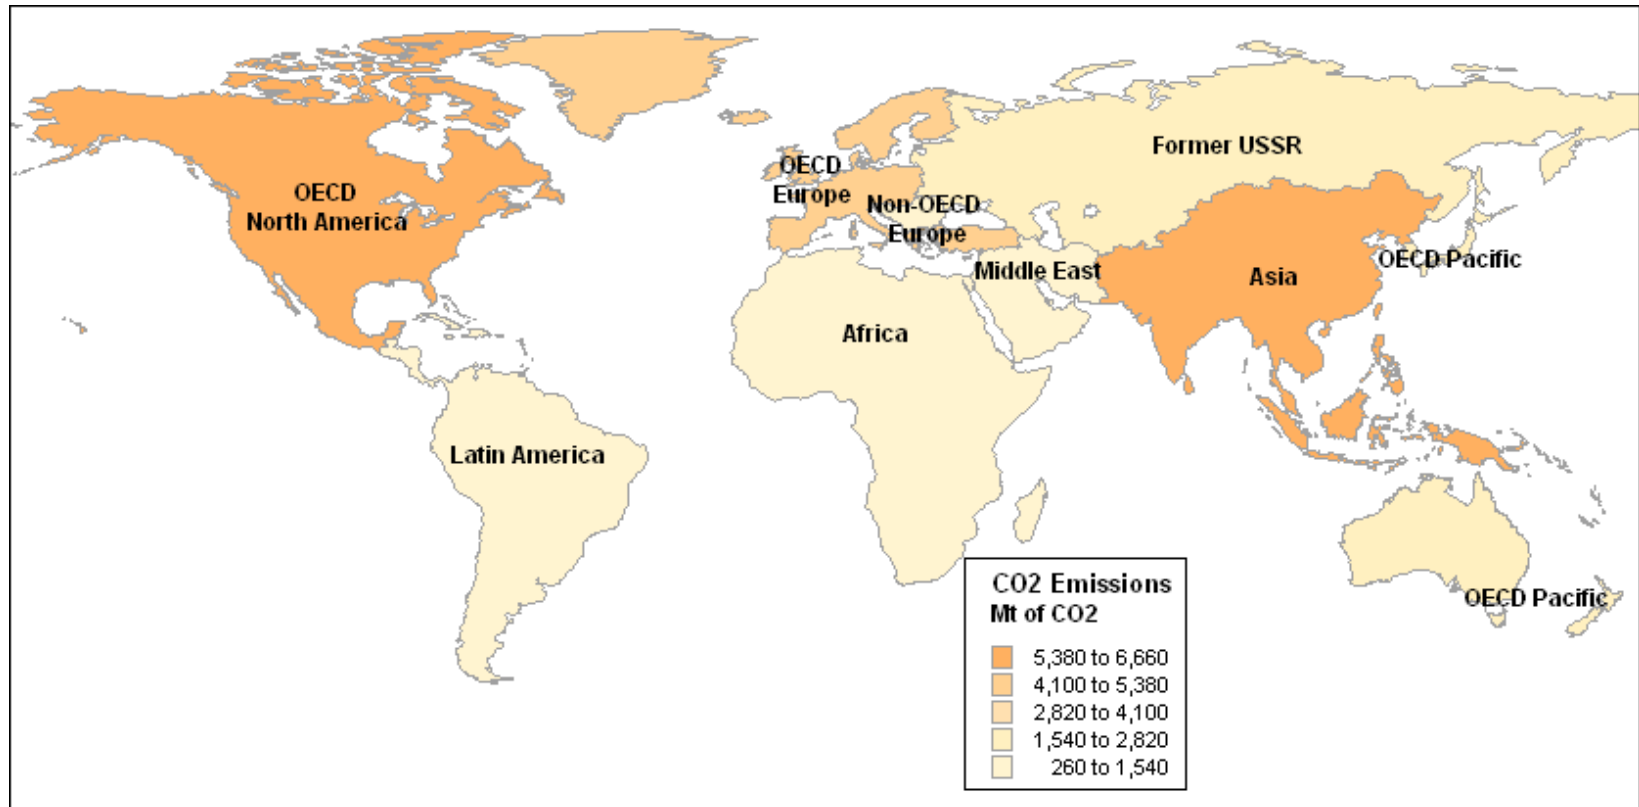 Former USSR
OECD
Europe
OECD
North America
Non-OECD
Europe
OECD Pacific
Middle East
Asia
Africa
Latin America
CO2 Emissions
Mt of CO2
5,380 to 6,660
4,100 to 5,380
2,820 to 4,100
1,540 to 2,820
260 to 1,540
OECD Pacific